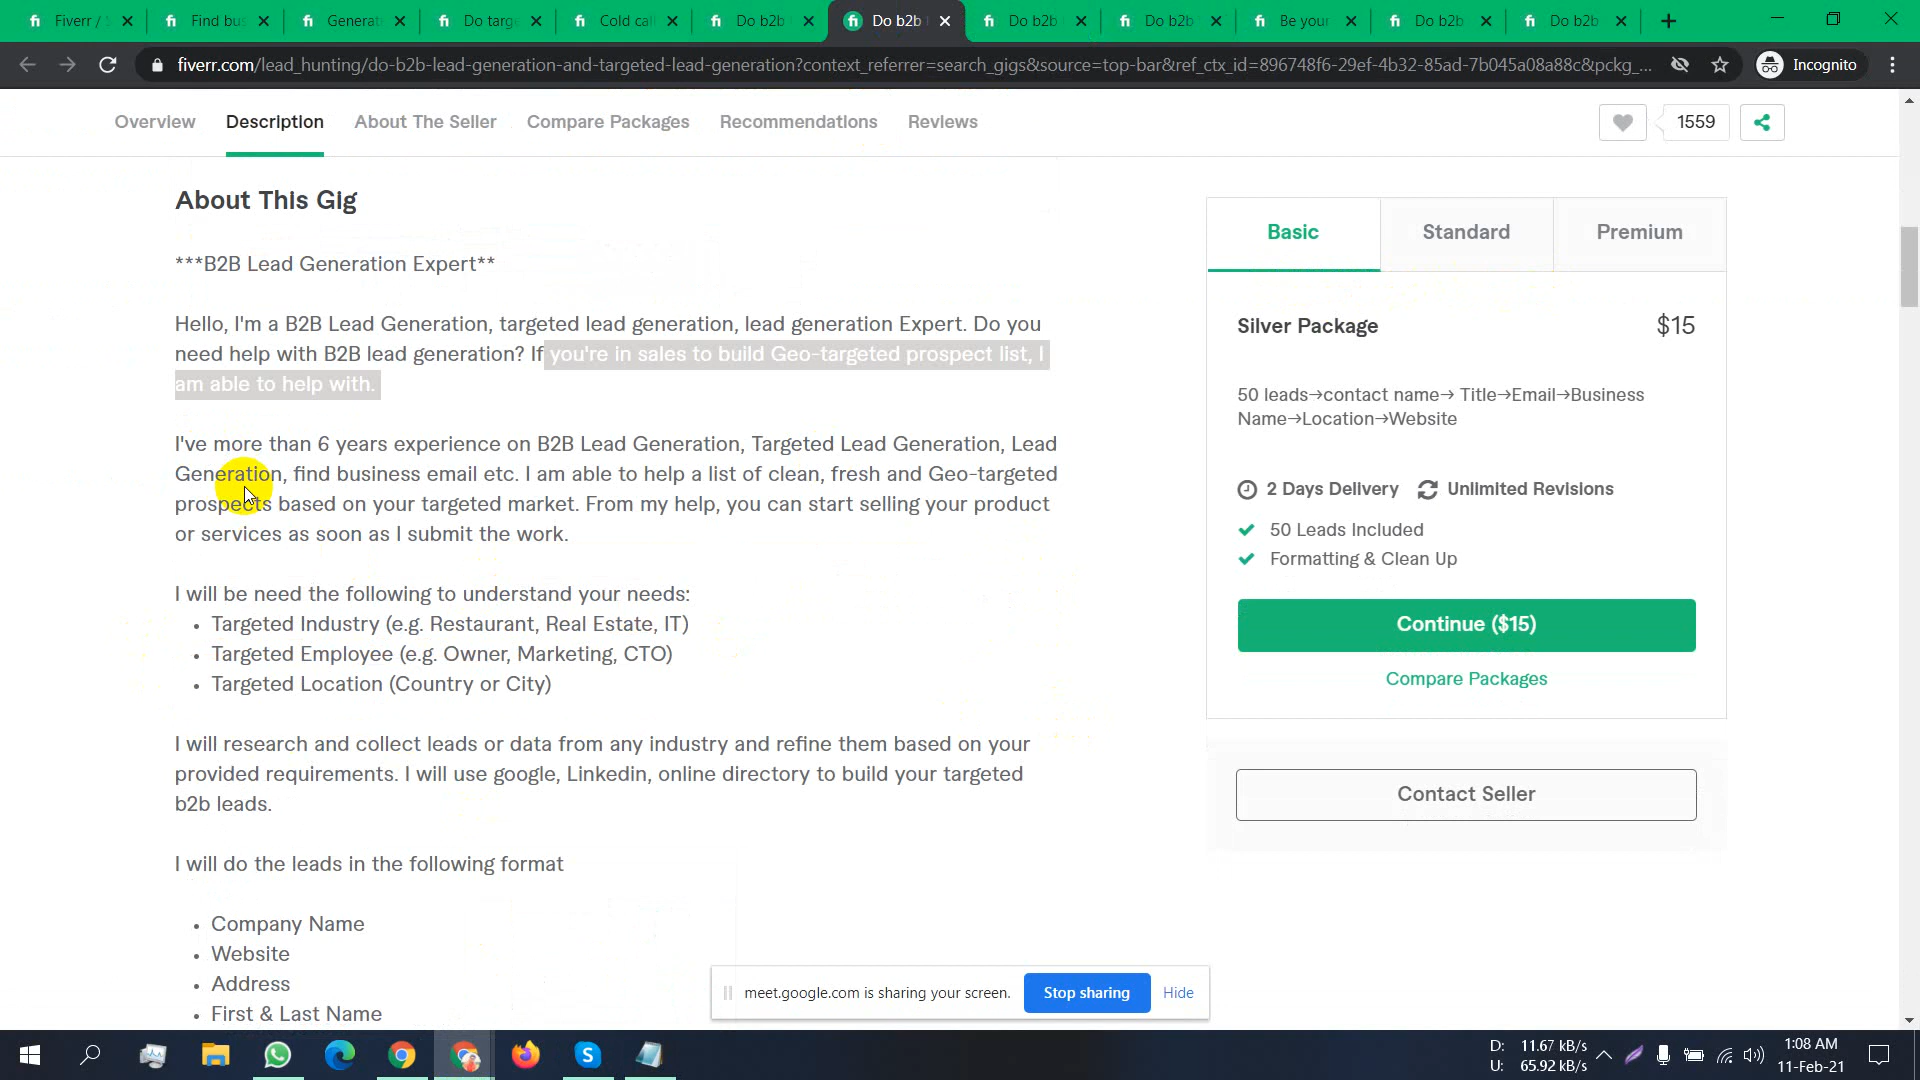 Fiverr /
Find bus
Generat
Do targe
Cold cal
Do b2b
Do b2b
Do b2b
Do b2b
Be your
Do b2b
Do b2b
fiverr.com/lead_hunting/do-b2b-lead-generation-and-targeted-lead-generation?context_referrer=search_gigs&source=top-bar&ref_ctx_id=896748f6-29ef-4b32-85ad-7b045a08a88c&pckg_...
Incognito
Overview
Description
About The Seller
Compare Packages
Recommendations
Reviews
1559
About This Gig
***B2B Lead Generation Expert**
Hello, I'm a B2B Lead Generation, targeted lead generation, lead generation Expert. Do you
need help with B2B lead generation? If you're in sales to build Geo-targeted prospect list, I
am able to help with.
I've more than 6 years experience on B2B Lead Generation, Targeted Lead Generation, Lead
Generation, find business email etc. I am able to help a list of clean, fresh and Geo-targeted
prospects based on your targeted market. From my help, you can start selling your product
or services as soon as I submit the work.
I will be need the following to understand your needs:
• Targeted Industry (e.g. Restaurant, Real Estate, IT)
• Targeted Employee (e.g. Owner, Marketing, CTO)
• Targeted Location (Country or City)
I will research and collect leads or data from any industry and refine them based on your
provided requirements. I will use google, Linkedin, online directory to build your targeted
b2b leads.
I will do the leads in the following format
• Company Name
• Website
• Address
• First & Last Name
Basic
Standard
Premium
Silver Package
$15
50 leads→contact name→ Title→Email→Business
Name→Location→Website
2 Days Delivery
Unlimited Revisions
50 Leads Included
Formatting & Clean Up
Continue ($15)
Compare Packages
Contact Seller
meet.google.com is sharing your screen.
Stop sharing
Hide
D: 11.67 kB/s
U: 65.92 kB/s
1:08 AM
11-Feb-21